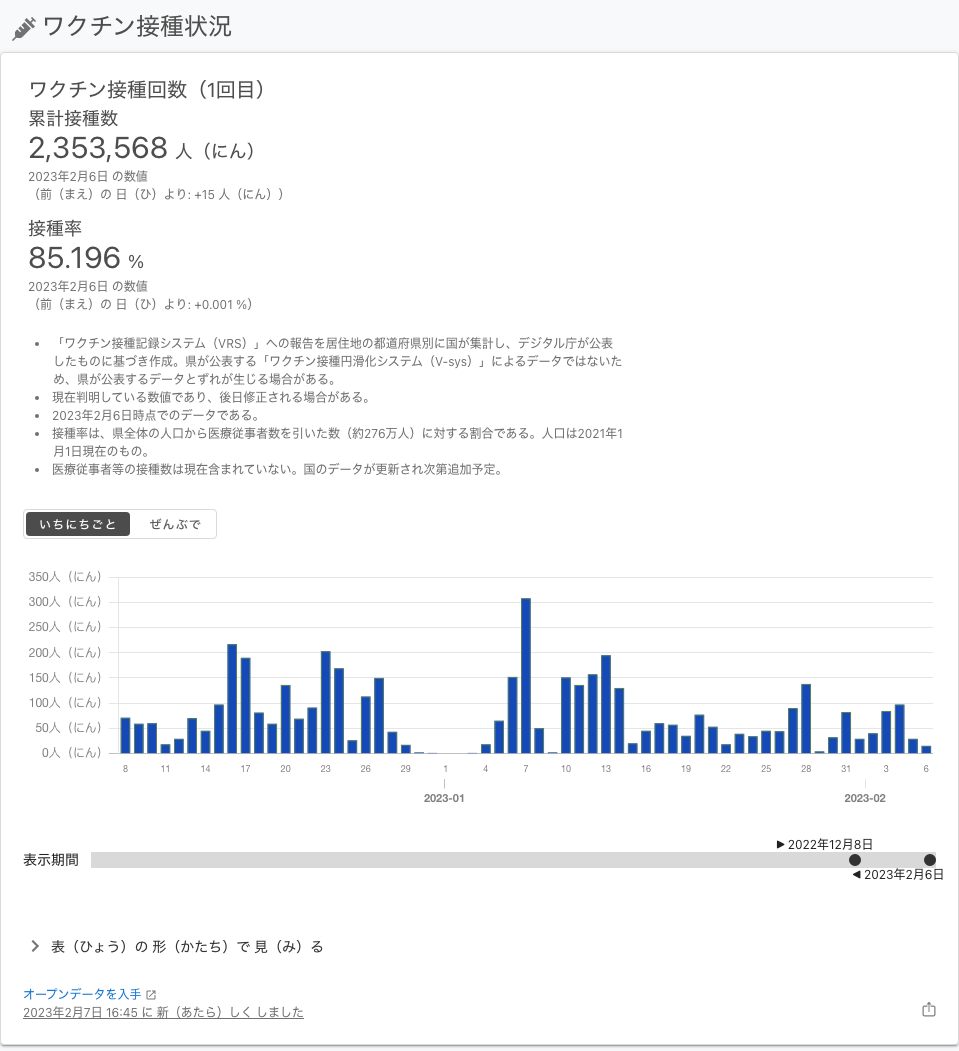 ワクチン接種状況
ワクチン接種回数（1回目）
累計接種数
2,353,568 人（にん）
2023年2月6日 の数値
（前（まえ）の 日（ひ）より: +15 人（にん））
接種率
85.196 %
2023年2月6日 の数値
（前（まえ）の 日（ひ）より: +0.001 %）
• 「ワクチン接種記録システム（VRS）」への報告を居住地の都道府県別に国が集計し、デジタル庁が公表
したものに基づき作成。県が公表する「ワクチン接種円滑化システム（V-sys）」によるデータではないた
め、県が公表するデータとずれが生じる場合がある。
• 現在判明している数値であり、後日修正される場合がある。
• 2023年2月6日時点でのデータである。
• 接種率は、県全体の人口から医療従事者数を引いた数（約276万人）に対する割合である。人口は2021年1
月1日現在のもの。
• 医療従事者等の接種数は現在含まれていない。国のデータが更新され次第追加予定。
いちにちごと ぜんぶで
350人（にん）
300人（にん）
250人（にん）
200人（にん）
150人（にん）
100人（にん）
50人（にん）
0人（にん）
8 11 14 17 20 23 26 29 1 4 7 10 13 16 19 22 25 28 31 3 6
2023-01 2023-02
▶ 2022年12月8日
表示期間
◀ 2023年2月6日
表（ひょう）の 形（かたち）で 見（み）る
オープンデータを入手
2023年2月7日 16:45 に 新（あたら）しく しました